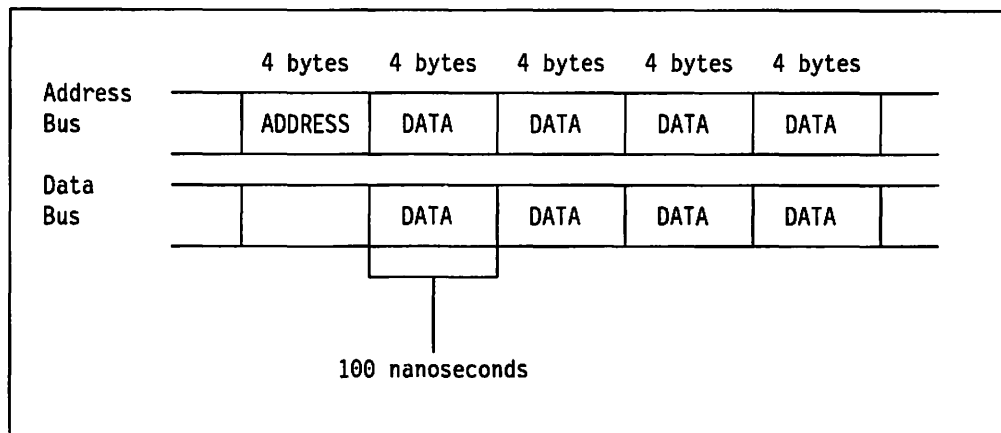 4 bytes 4 bytes 4 bytes 4 bytes 4 bytes
Address
Bus
ADDRESS DATA DATA DATA DATA
Data
Bus
DATA DATA DATA DATA
100 nanoseconds